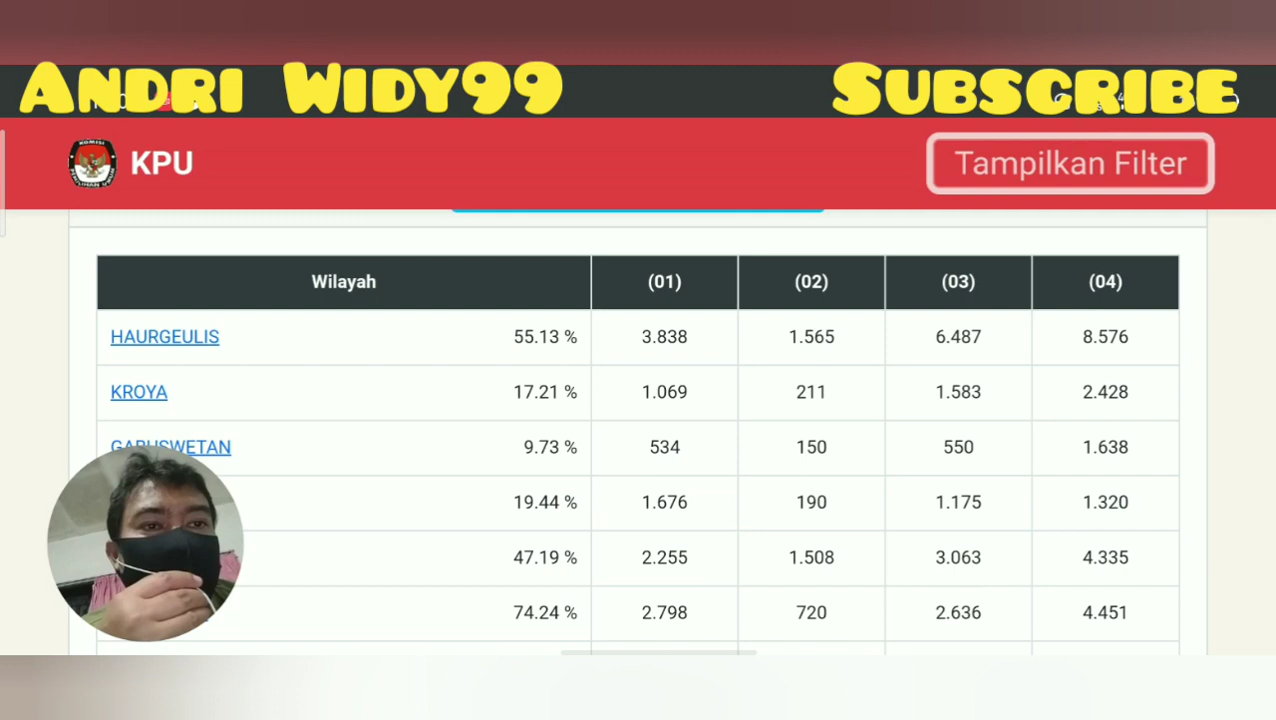 ANDRI WIDY99 SUBSCRIBE
KPU Tampilkan Filter
Wilayah (01) (02) (03) (04)
HAURGEULIS 55.13 % 3.838 1.565 6.487 8.576
KROYA 17.21 % 1.069 211 1.583 2.428
GABUSWETAN 9.73 % 534 150 550 1.638
19.44 % 1.676 190 1.175 1.320
47.19 % 2.255 1.508 3.063 4.335
74.24 % 2.798 720 2.636 4.451